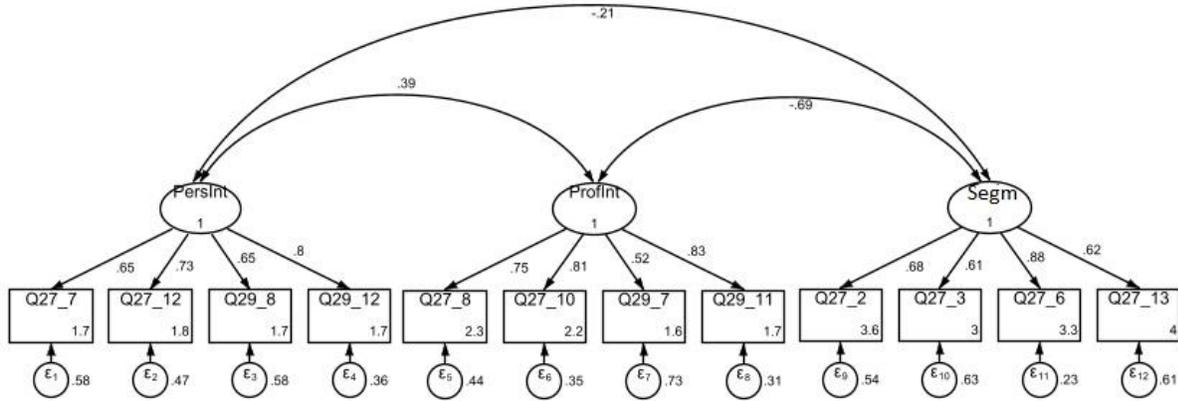 -.21
.39
-.69
PersInt
1
ProfInt
1
Segm
1
.65 .73 .65 .8
.75 .81 .52 .83
.68 .61 .88 .62
Q27_7
1.7
Q27_12
1.8
Q29_8
1.7
Q29_12
1.7
Q27_8
2.3
Q27_10
2.2
Q29_7
1.6
Q29_11
1.7
Q27_2
3.6
Q27_3
3
Q27_6
3.3
Q27_13
4
ε1 .58
ε2 .47
ε3 .58
ε4 .36
ε5 .44
ε6 .35
ε7 .73
ε8 .31
ε9 .54
ε10 .63
ε11 .23
ε12 .61